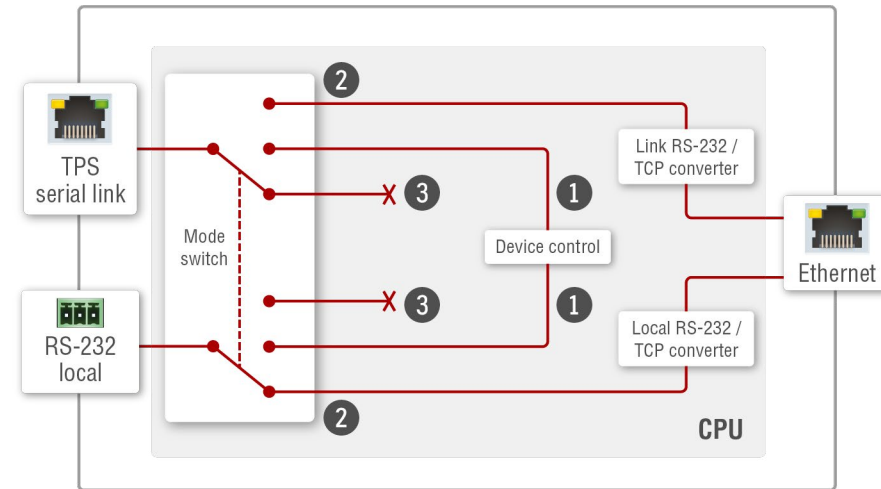 2
TPS
serial link
Link RS-232 /
TCP converter
3
1
Mode
switch
Device control
Ethernet
3
1
RS-232
local
Local RS-232 /
TCP converter
2
CPU